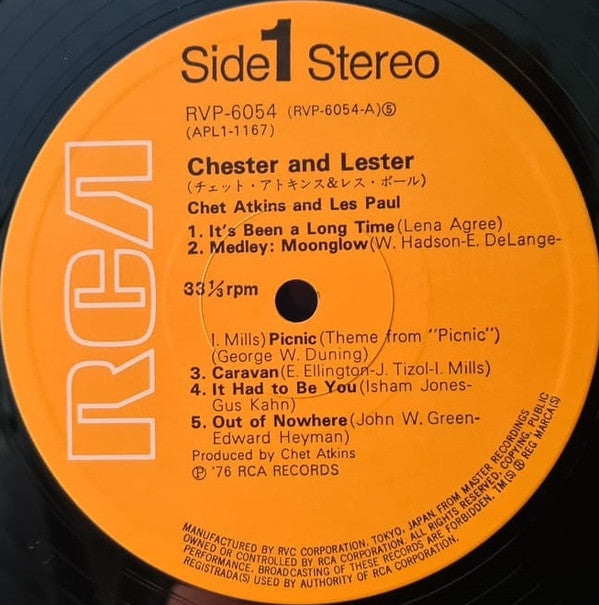 Side 1 Stereo
RVP-6054 (RVP-6054-A)⑤
(APL1-1167)
Chester and Lester
(チェット・アトキンス&レス・ポール)
Chet Atkins and Les Paul
1. It's Been a Long Time (Lena Agree)
2. Medley: Moonglow (W. Hadson-E. DeLange-
33 1/3 rpm
I. Mills) Picnic (Theme from "Picnic")
(George W. Duning)
3. Caravan (E. Ellington-J. Tizol-I. Mills)
4. It Had to Be You (Isham Jones-
Gus Kahn)
5. Out of Nowhere (John W. Green-
Edward Heyman)
Produced by Chet Atkins
Ⓟ '76 RCA RECORDS
RCA
MANUFACTURED BY RVC CORPORATION, TOKYO, JAPAN, FROM MASTER RECORDINGS
OWNED OR CONTROLLED BY RCA CORPORATION. ALL RIGHTS RESERVED. COPYING, PUBLIC
PERFORMANCE, BROADCASTING OF THESE RECORDS ARE FORBIDDEN. TM(S) ® REG MARCA(S)
REGISTRADA(S) USED BY AUTHORITY OF RCA CORPORATION.